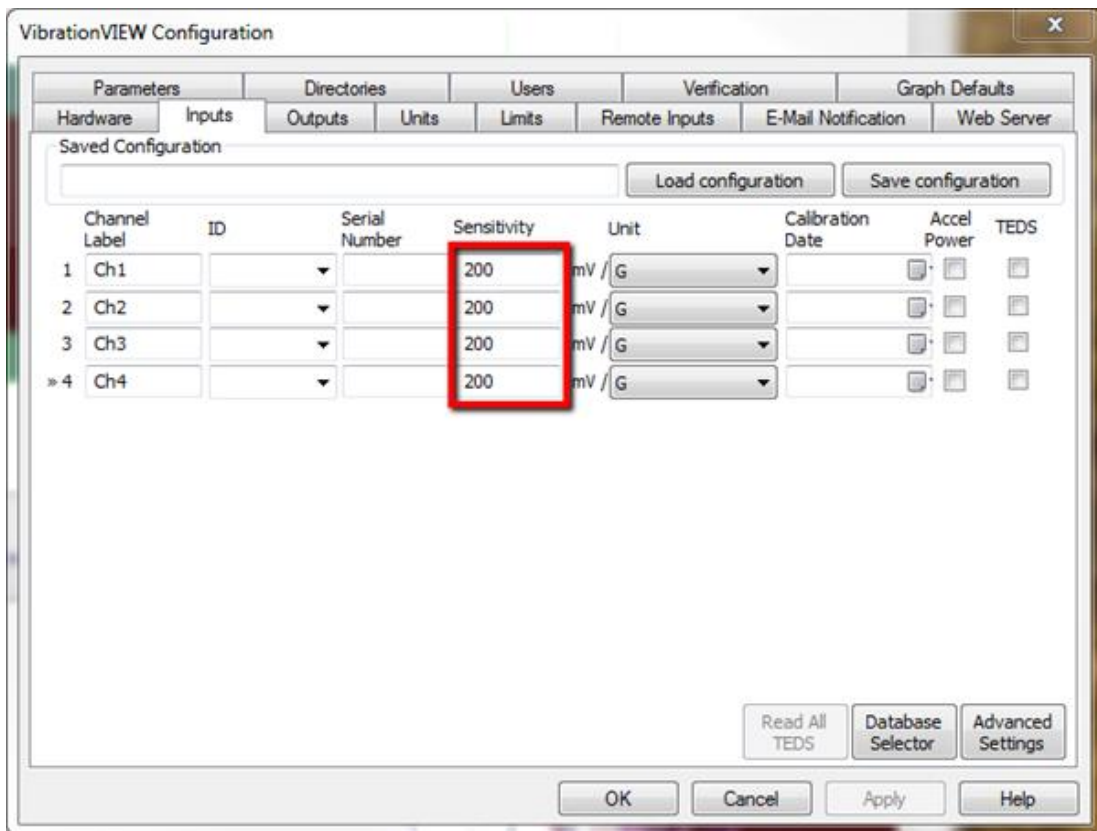 VibrationVIEW Configuration
x
Parameters Directories Users Verification Graph Defaults
Hardware Inputs Outputs Units Limits Remote Inputs E-Mail Notification Web Server
Saved Configuration
Load configuration Save configuration
Channel Label ID Serial Number Sensitivity Unit Calibration Date Accel Power TEDS
1 Ch1 200 mV / G
2 Ch2 200 mV / G
3 Ch3 200 mV / G
» 4 Ch4 200 mV / G
Read All TEDS Database Selector Advanced Settings
OK Cancel Apply Help